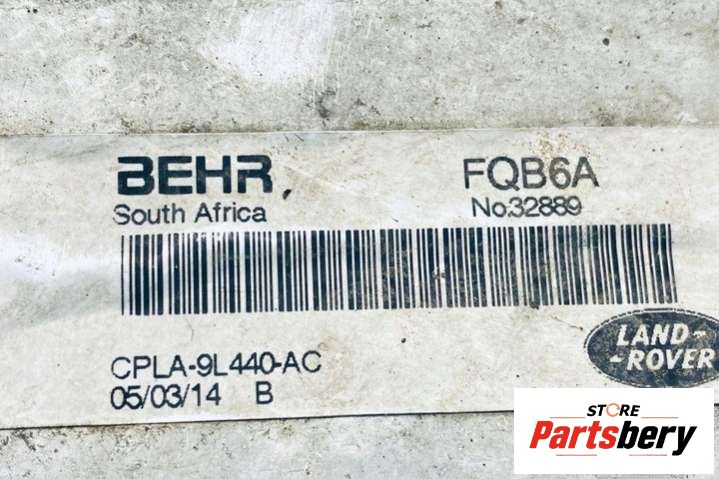 BEHR
FQB6A
South Africa
No.32889
CPLA-9L440-AC
05/03/14 B
LAND-
-ROVER
STORE
Partsbery